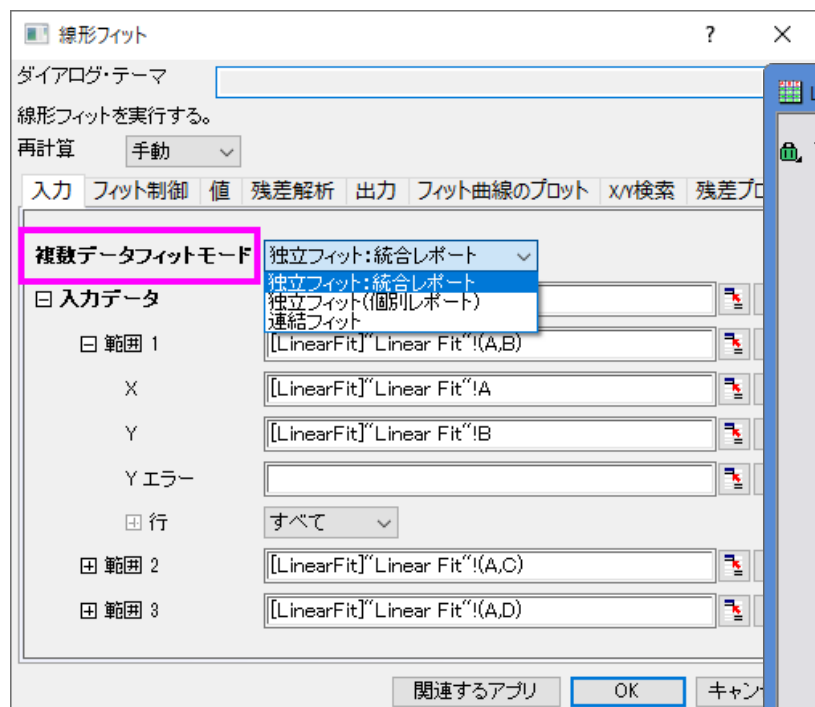 線形フィット
ダイアログ・テーマ
線形フィットを実行する。
再計算 手動
入力 フィット制御 値 残差解析 出力 フィット曲線のプロット X/Y検索 残差プロ
複数データフィットモード 独立フィット:統合レポート
独立フィット:統合レポート
独立フィット(個別レポート)
連結フィット
入力データ
範囲 1 [LinearFit]"Linear Fit"!(A,B)
X [LinearFit]"Linear Fit"!A
Y [LinearFit]"Linear Fit"!B
Y エラー
行 すべて
範囲 2 [LinearFit]"Linear Fit"!(A,C)
範囲 3 [LinearFit]"Linear Fit"!(A,D)
関連するアプリ OK キャン